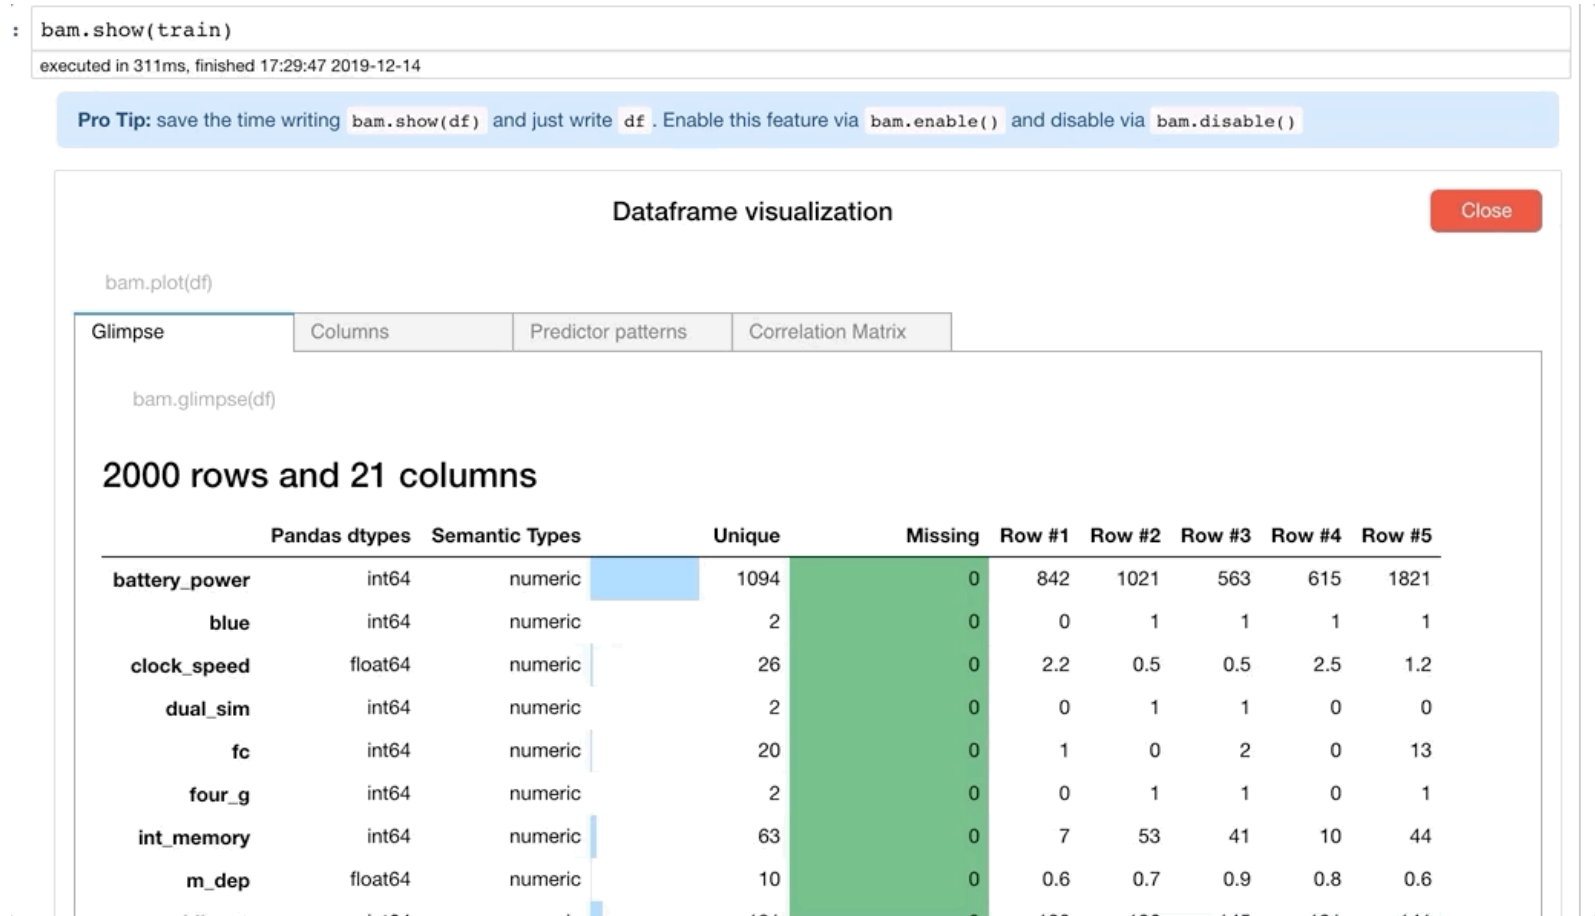 :
bam.show(train)
executed in 311ms, finished 17:29:47 2019-12-14
Pro Tip: save the time writing bam.show(df) and just write df . Enable this feature via bam.enable() and disable via bam.disable()
Dataframe visualization
Close
bam.plot(df)
Glimpse Columns Predictor patterns Correlation Matrix
bam.glimpse(df)
2000 rows and 21 columns
Pandas dtypes Semantic Types Unique Missing Row #1 Row #2 Row #3 Row #4 Row #5
battery_power int64 numeric 1094 0 842 1021 563 615 1821
blue int64 numeric 2 0 0 1 1 1 1
clock_speed float64 numeric 26 0 2.2 0.5 0.5 2.5 1.2
dual_sim int64 numeric 2 0 0 1 1 0 0
fc int64 numeric 20 0 1 0 2 0 13
four_g int64 numeric 2 0 0 1 1 0 1
int_memory int64 numeric 63 0 7 53 41 10 44
m_dep float64 numeric 10 0 0.6 0.7 0.9 0.8 0.6